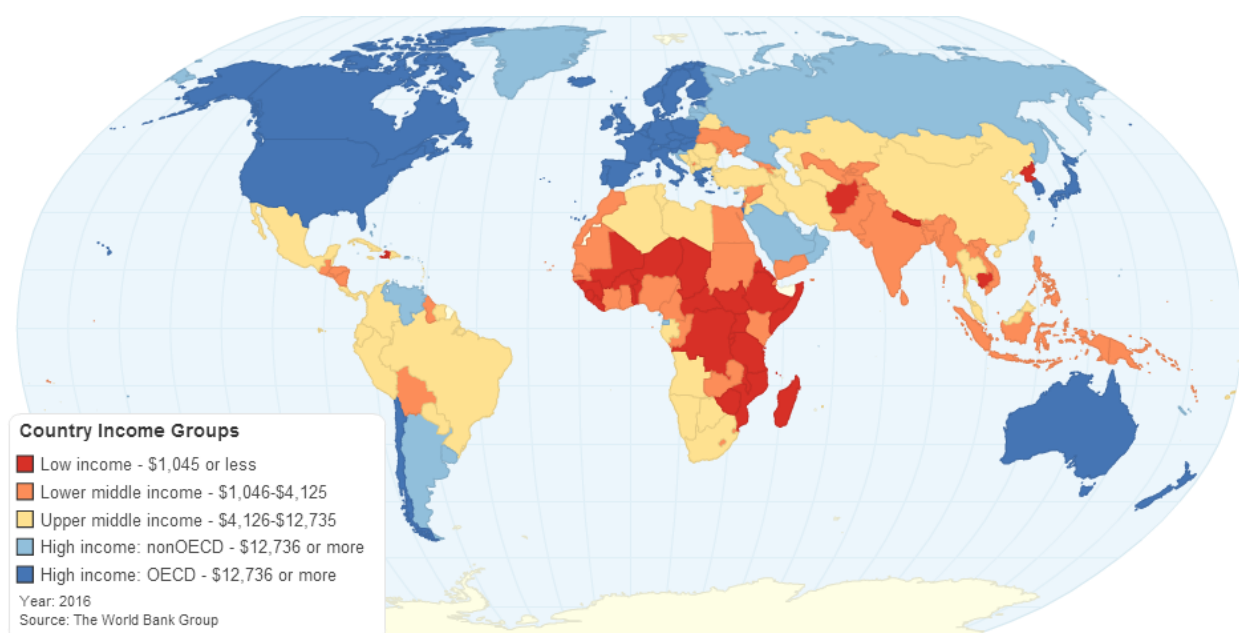 Country Income Groups
Low income - $1,045 or less
Lower middle income - $1,046-$4,125
Upper middle income - $4,126-$12,735
High income: nonOECD - $12,736 or more
High income: OECD - $12,736 or more
Year: 2016
Source: The World Bank Group